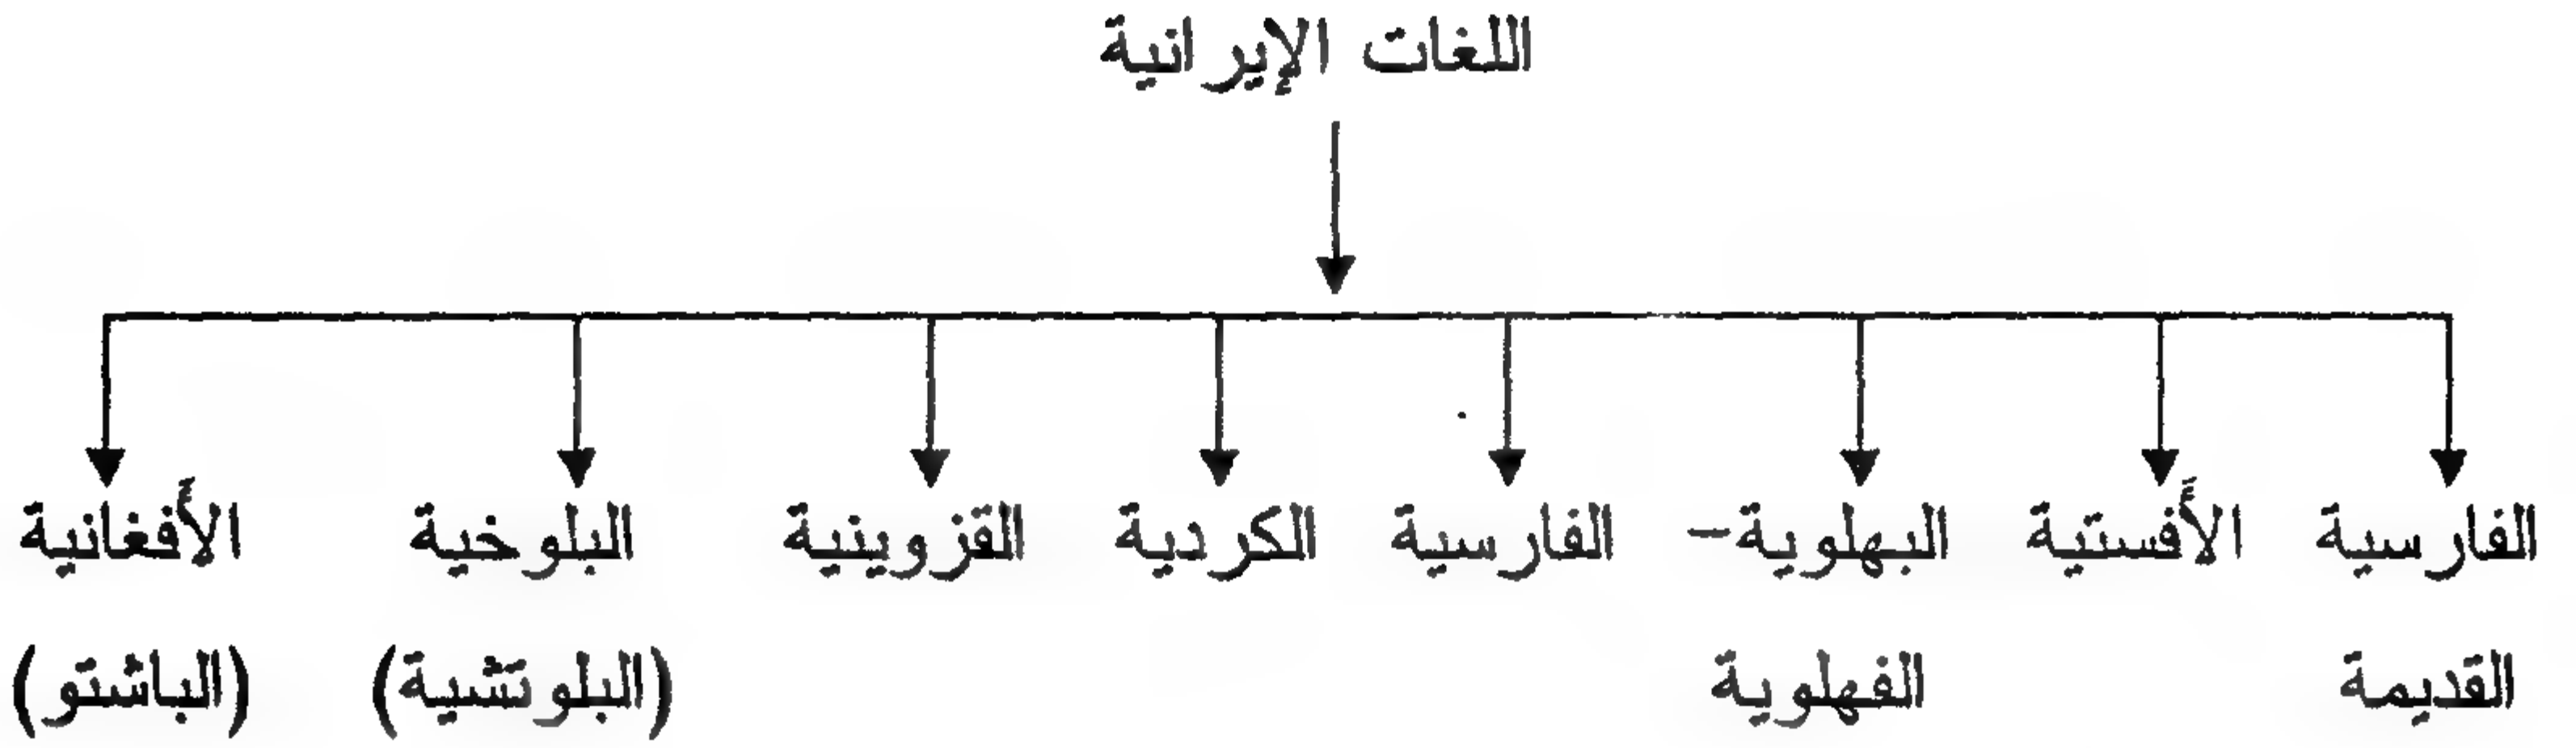 اللغات الإيرانية
الفارسية الأفستية البهلوية- الفارسية الكردية القزوينية البلوخية الأفغانية
القديمة الفهلوية (البلوتشية) (الباشتو)